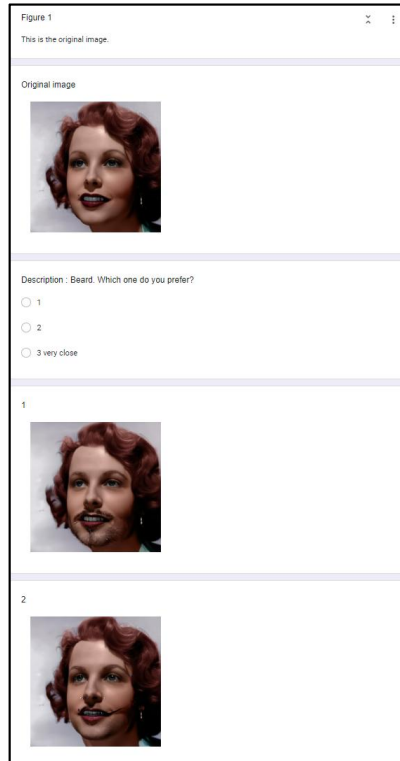 Figure 1
This is the original image.
Original image
Description : Beard. Which one do you prefer?
1
2
3 very close
1
2